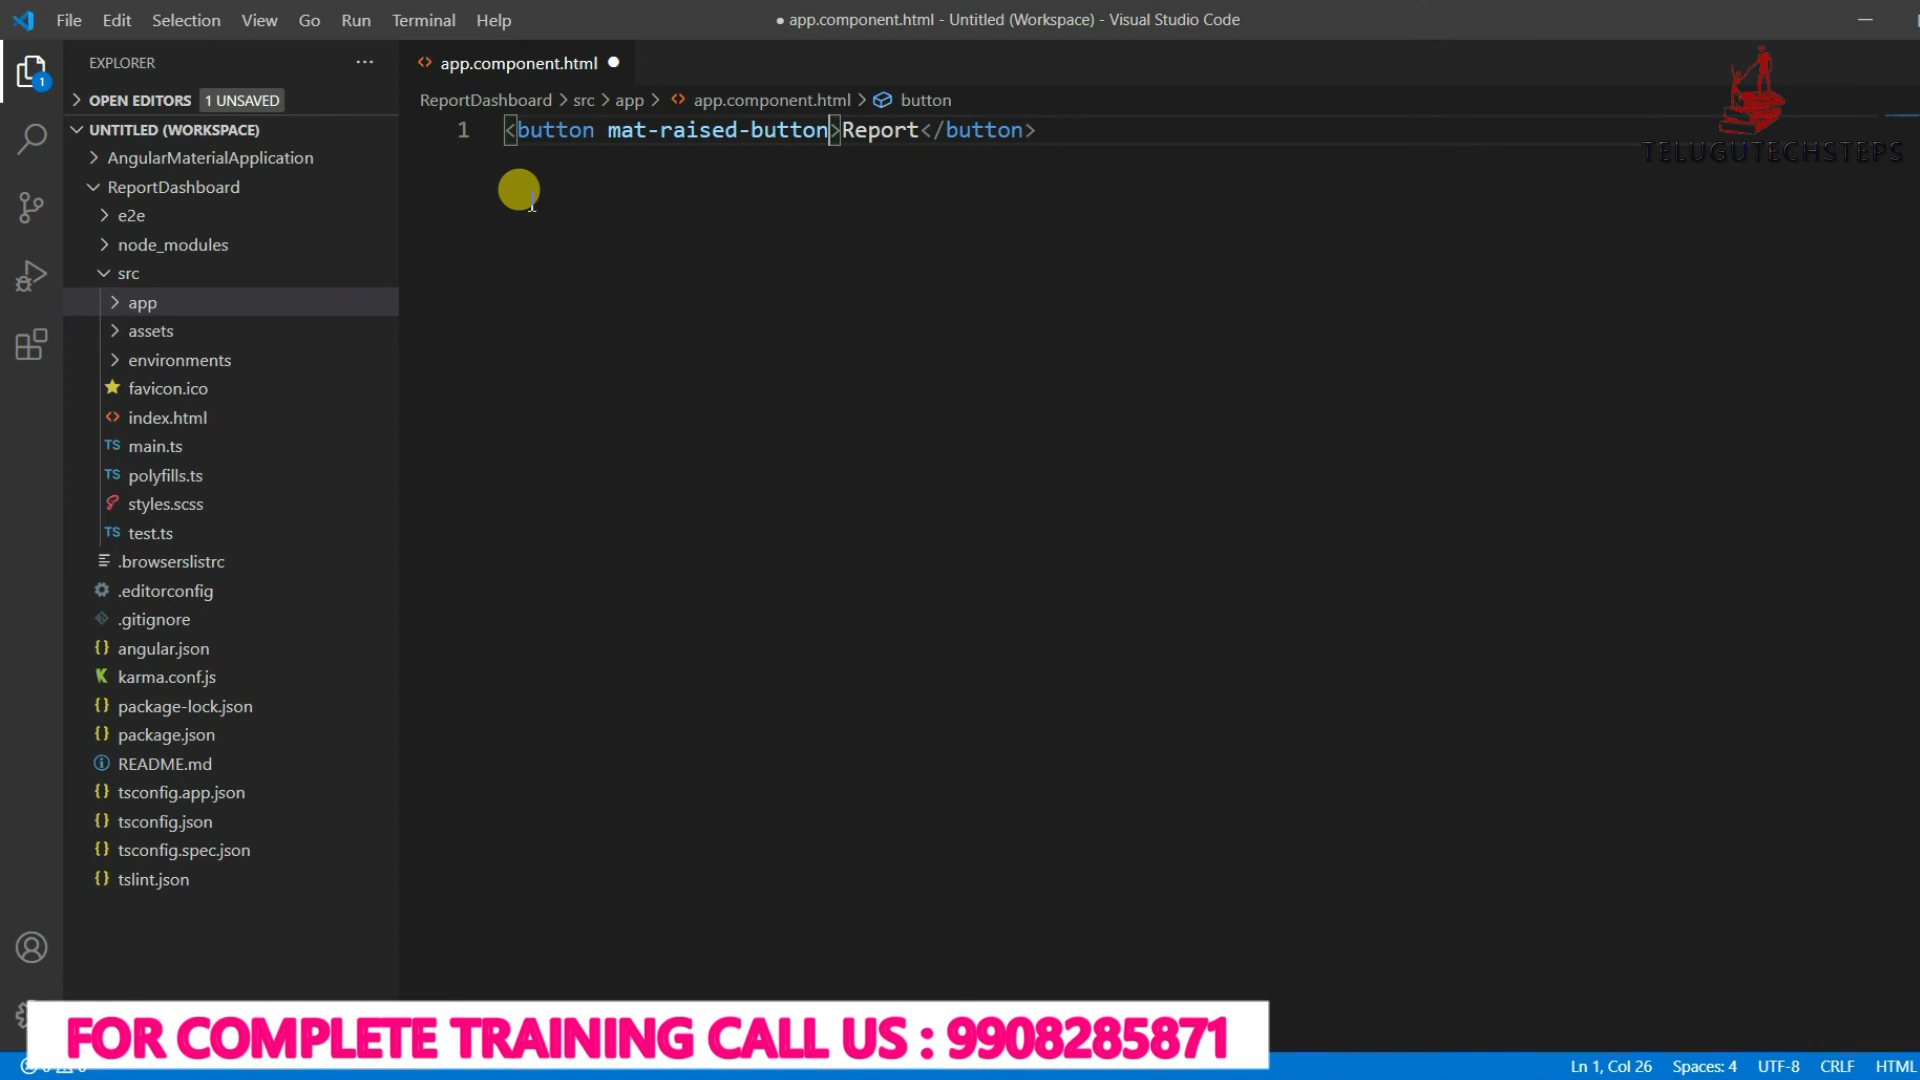 File Edit Selection View Go Run Terminal Help
● app.component.html - Untitled (Workspace) - Visual Studio Code
EXPLORER
app.component.html
TELUGUTECHSTEPS
OPEN EDITORS 1 UNSAVED
ReportDashboard > src > app > app.component.html > button
UNTITLED (WORKSPACE)
1 <button mat-raised-button>Report</button>
AngularMaterialApplication
ReportDashboard
e2e
node_modules
src
app
assets
environments
favicon.ico
index.html
TS main.ts
TS polyfills.ts
styles.scss
TS test.ts
.browserslistrc
.editorconfig
.gitignore
{} angular.json
karma.conf.js
{} package-lock.json
{} package.json
README.md
{} tsconfig.app.json
{} tsconfig.json
{} tsconfig.spec.json
{} tslint.json
FOR COMPLETE TRAINING CALL US : 9908285871
Ln 1, Col 26 Spaces: 4 UTF-8 CRLF HTML